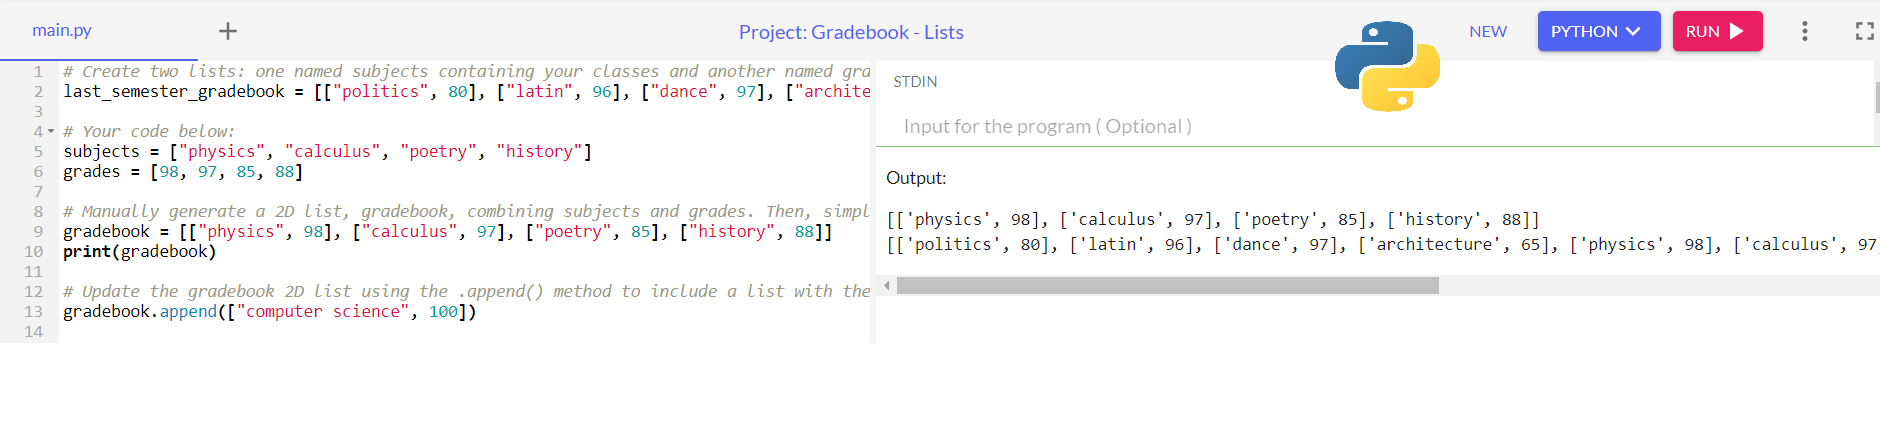 main.py
+
Project: Gradebook - Lists
NEW
PYTHON
RUN
1 # Create two lists: one named subjects containing your classes and another named gra
2 last_semester_gradebook = [["politics", 80], ["latin", 96], ["dance", 97], ["archite
3
4 # Your code below:
5 subjects = ["physics", "calculus", "poetry", "history"]
6 grades = [98, 97, 85, 88]
7
8 # Manually generate a 2D list, gradebook, combining subjects and grades. Then, simpl
9 gradebook = [["physics", 98], ["calculus", 97], ["poetry", 85], ["history", 88]]
10 print(gradebook)
11
12 # Update the gradebook 2D list using the .append() method to include a list with the
13 gradebook.append(["computer science", 100])
14
STDIN
Input for the program ( Optional )
Output:
[['physics', 98], ['calculus', 97], ['poetry', 85], ['history', 88]]
[['politics', 80], ['latin', 96], ['dance', 97], ['architecture', 65], ['physics', 98], ['calculus', 97